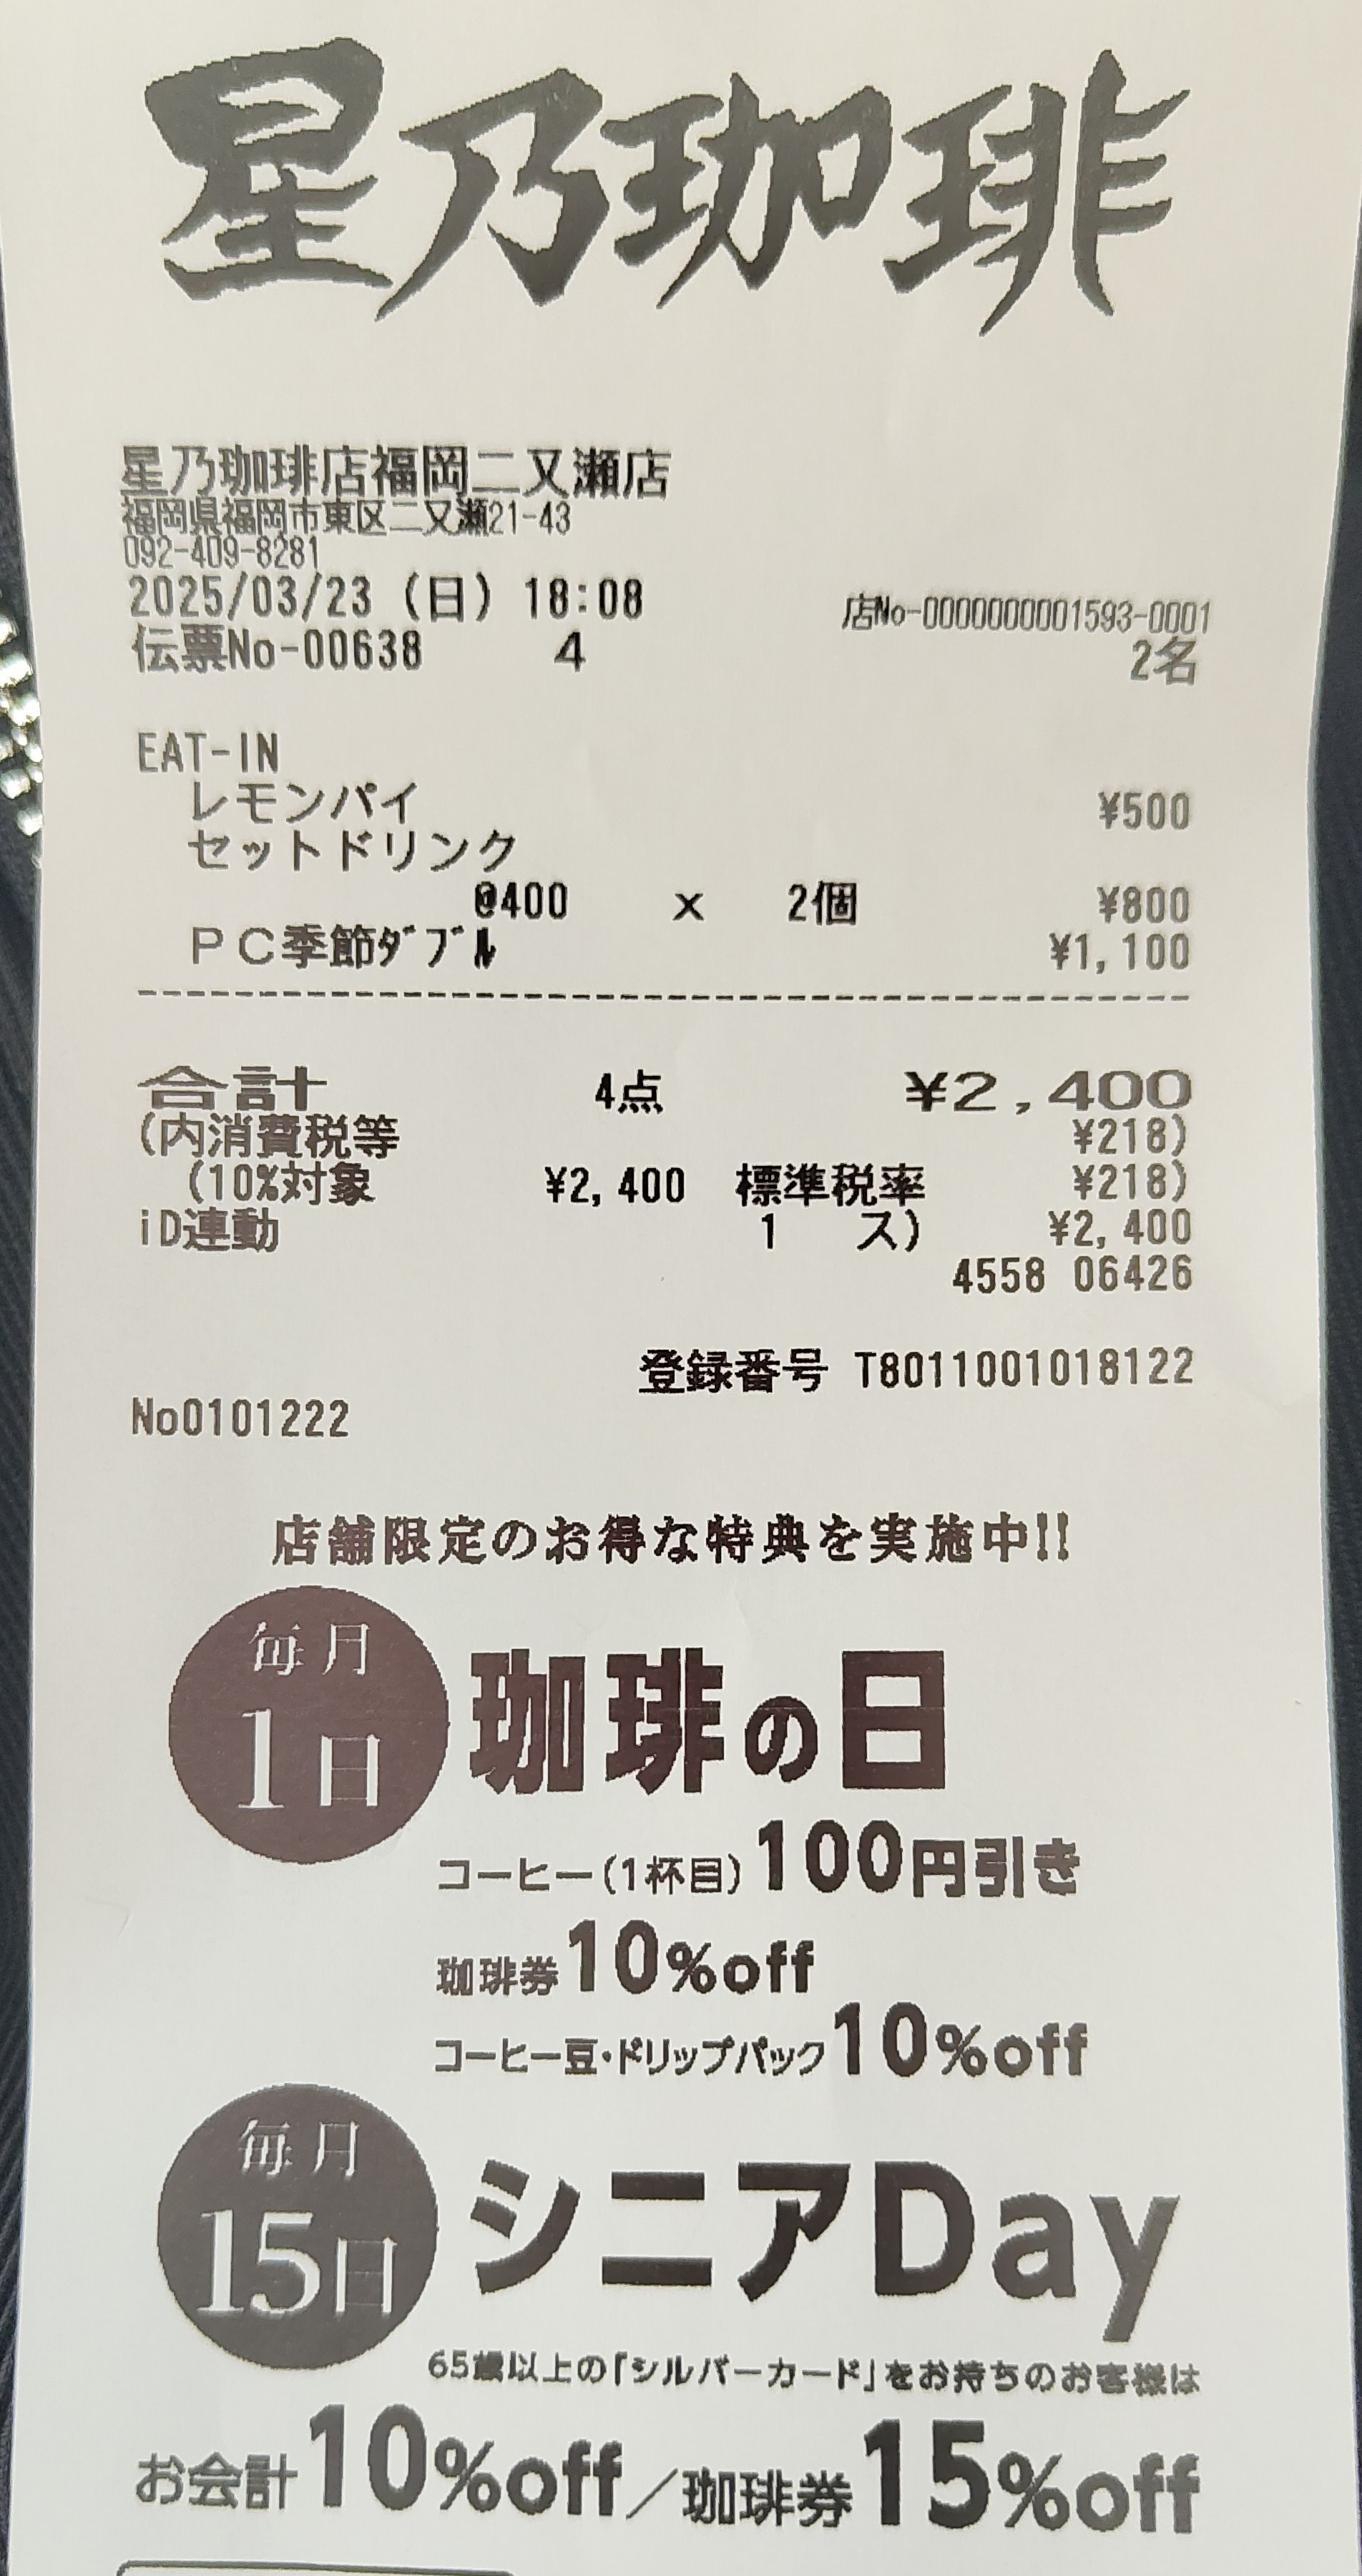 星乃珈琲
星乃珈琲店福岡二又瀬店
福岡県福岡市東区二又瀬21-43
092-409-8281
2025/03/23 (日) 18:08 店No-0000000001593-0001
伝票No-00638 4 2名
EAT-IN
レモンパイ ¥500
セットドリンク
@400 x 2個 ¥800
PC季節ﾀﾞﾌﾞﾙ ¥1,100
合計 4点 ¥2,400
(内消費税等 ¥218)
(10%対象 ¥2,400 標準税率 ¥218)
iD連動 1 ス) ¥2,400
4558 06426
登録番号 T8011001018122
No0101222
店舗限定のお得な特典を実施中!!
毎月
1日
珈琲の日
コーヒー(1杯目)100円引き
珈琲券10%off
コーヒー豆・ドリップパック10%off
毎月
15日
シニアDay
65歳以上の「シルバーカード」をお持ちのお客様は
お会計10%off/珈琲券15%off